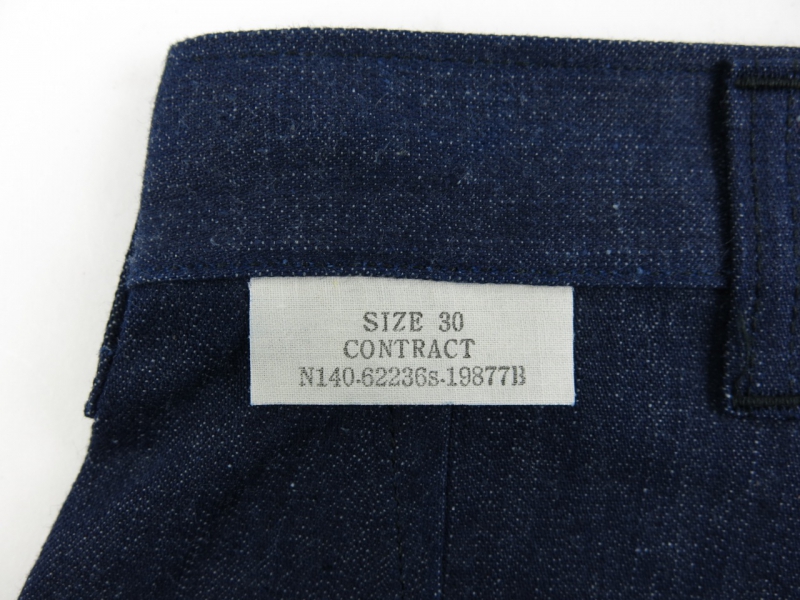 SIZE 30
CONTRACT
N140-62236s-19877B